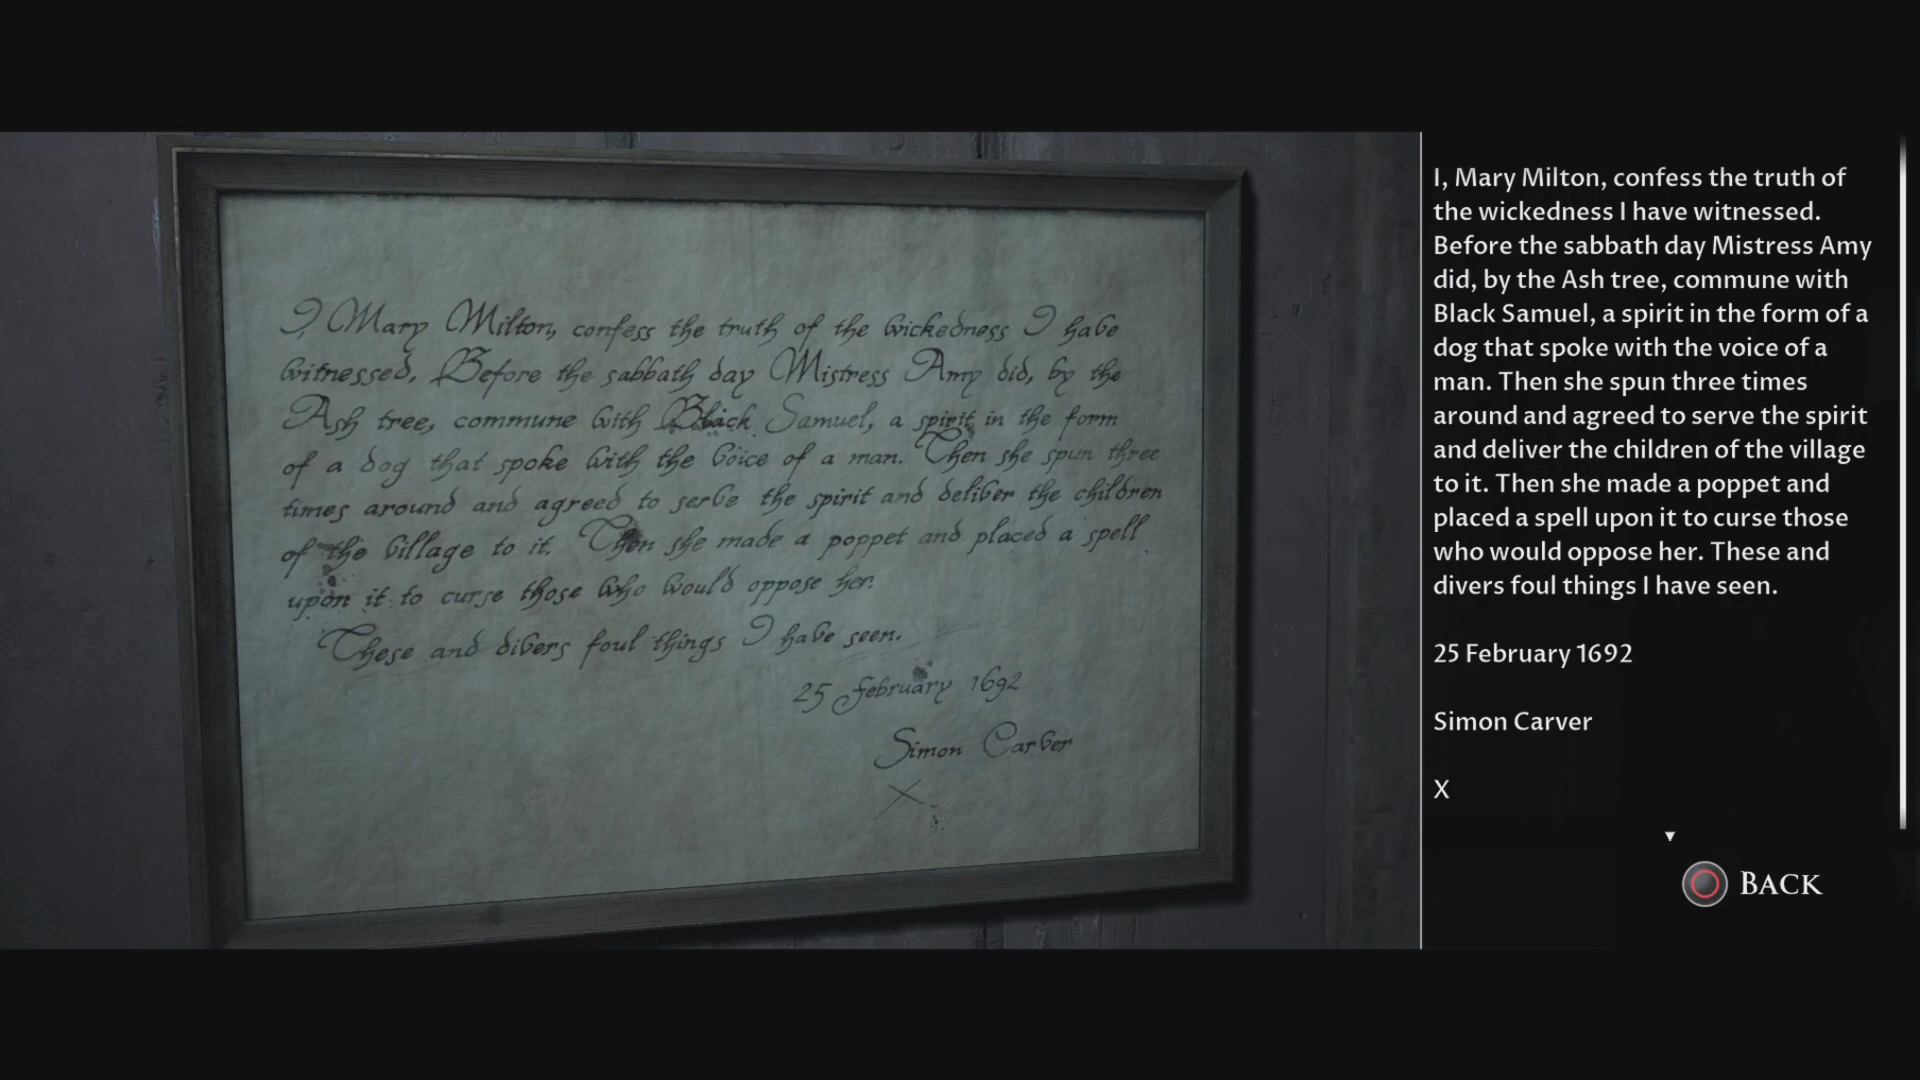 I, Mary Milton, confess the truth of the wickedness I have
witnessed. Before the sabbath day Mistress Amy did, by the
Ash tree, commune with Black Samuel, a spirit in the form
of a dog that spoke with the voice of a man. Then she spun three
times around and agreed to serve the spirit and deliver the children
of the village to it. Then she made a poppet and placed a spell
upon it to curse those who would oppose her.
These and divers foul things I have seen.
25 February 1692
Simon Carver
X
I, Mary Milton, confess the truth of
the wickedness I have witnessed.
Before the sabbath day Mistress Amy
did, by the Ash tree, commune with
Black Samuel, a spirit in the form of a
dog that spoke with the voice of a
man. Then she spun three times
around and agreed to serve the spirit
and deliver the children of the village
to it. Then she made a poppet and
placed a spell upon it to curse those
who would oppose her. These and
divers foul things I have seen.
25 February 1692
Simon Carver
X
BACK